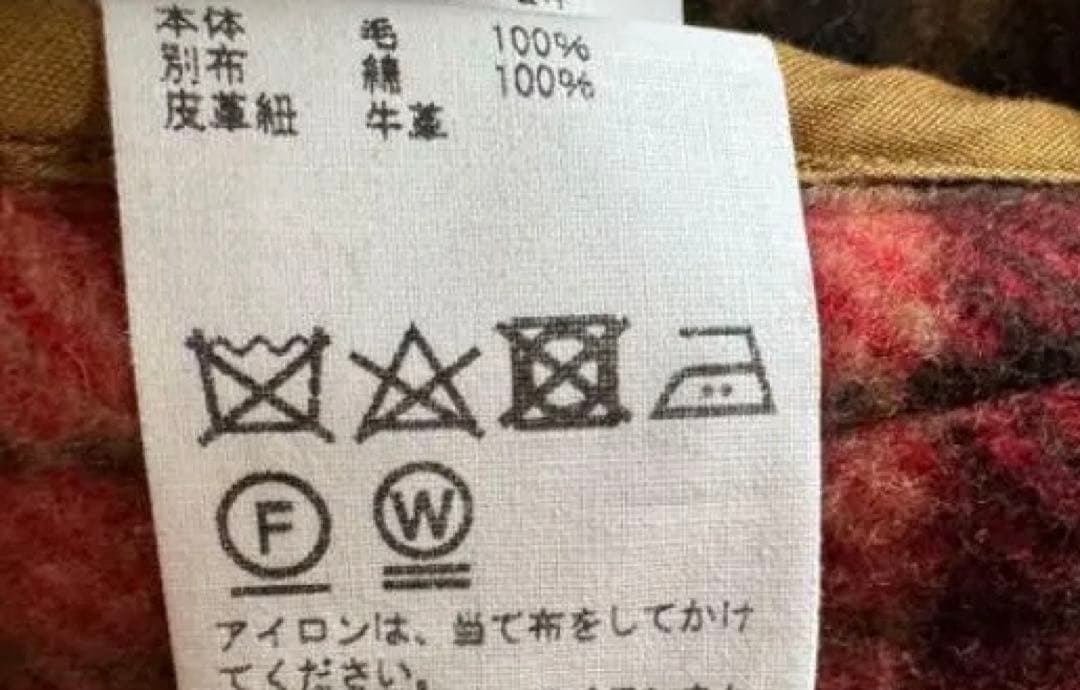 本体 毛 100%
別布 綿 100%
皮革紐 牛革
F W
アイロンは、当て布をしてかけ
てください。